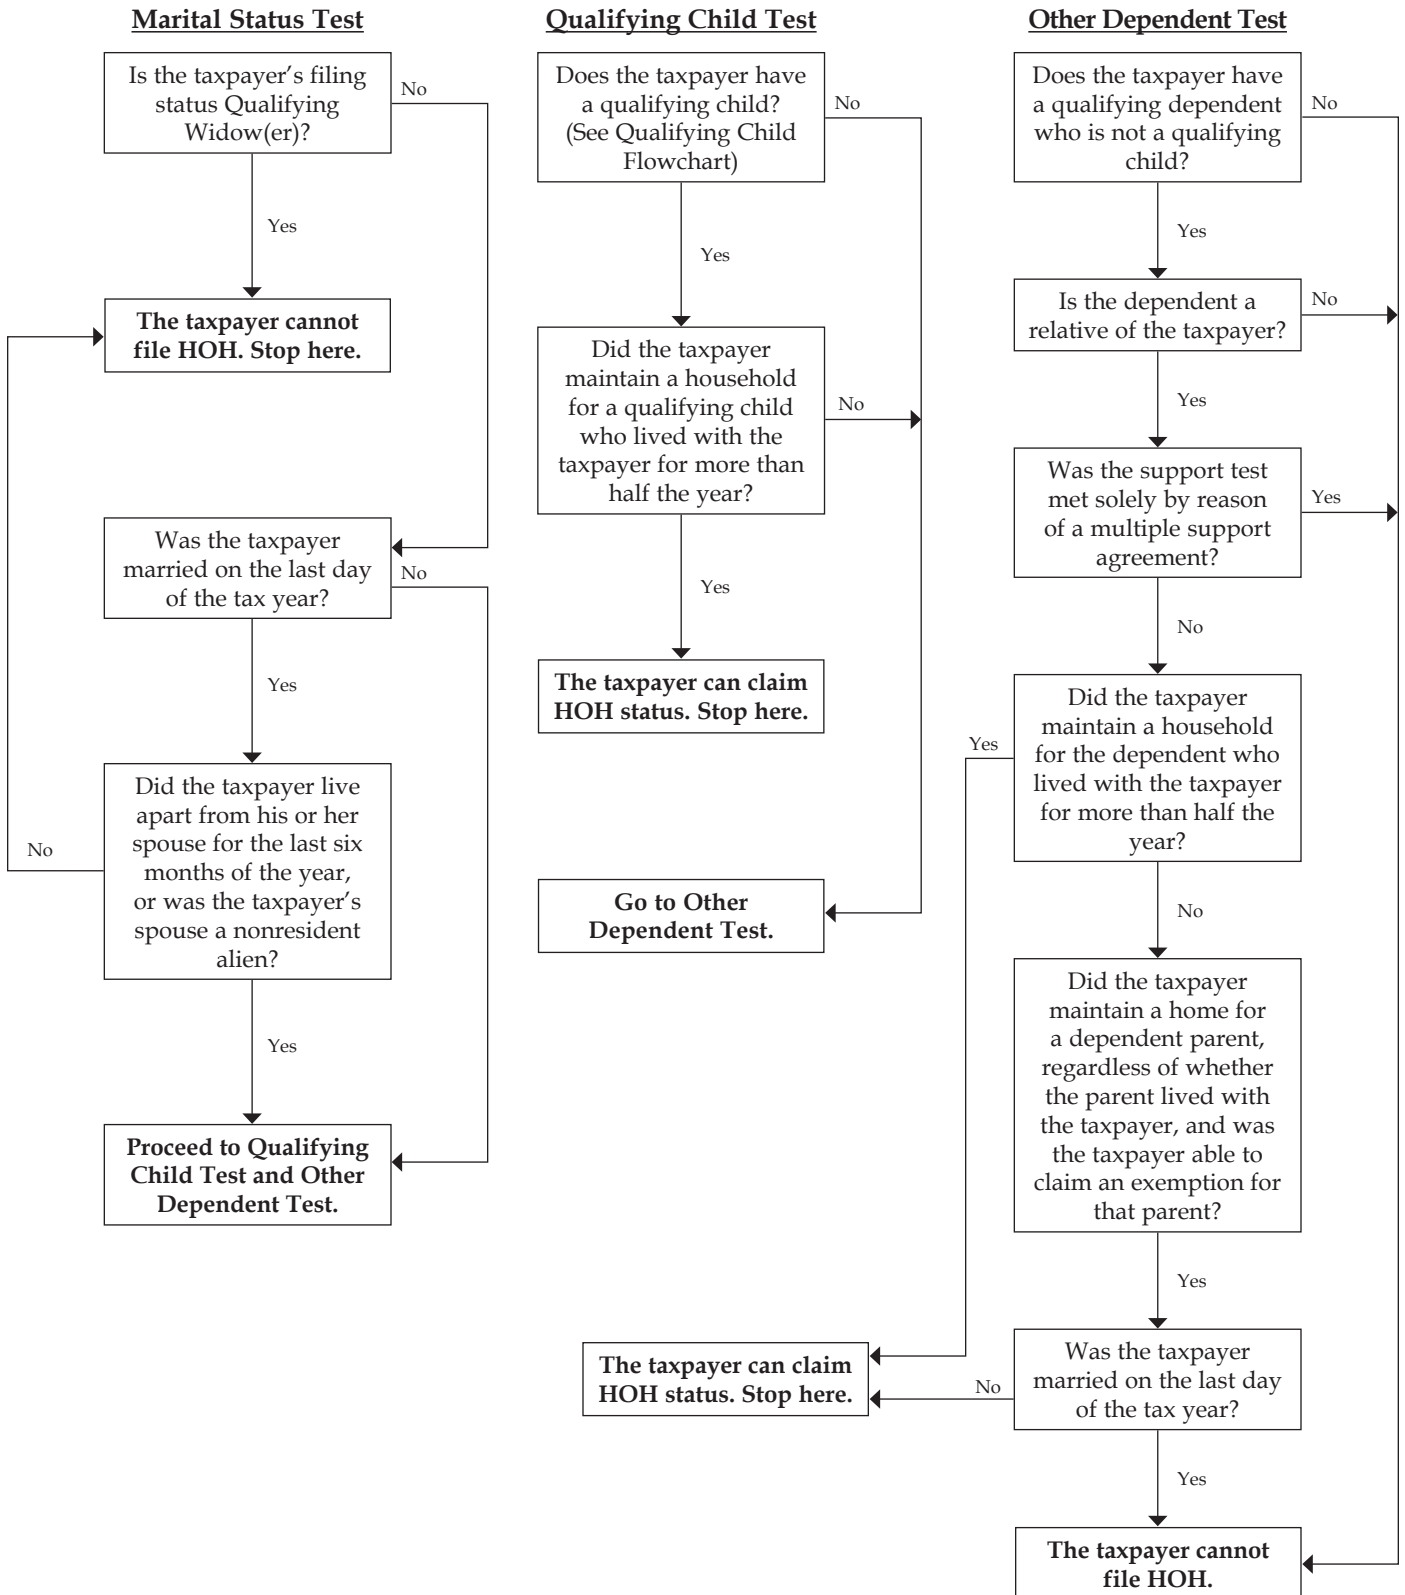 Marital Status Test
Is the taxpayer’s filing
status Qualifying
Widow(er)?
No
Yes
The taxpayer cannot
file HOH. Stop here.
Was the taxpayer
married on the last day
of the tax year?
No
Yes
Did the taxpayer live
apart from his or her
spouse for the last six
months of the year,
or was the taxpayer’s
spouse a nonresident
alien?
No
Yes
Proceed to Qualifying
Child Test and Other
Dependent Test.
Qualifying Child Test
Does the taxpayer have
a qualifying child?
(See Qualifying Child
Flowchart)
No
Yes
Did the taxpayer
maintain a household
for a qualifying child
who lived with the
taxpayer for more than
half the year?
No
Yes
The taxpayer can claim
HOH status. Stop here.
Go to Other
Dependent Test.
Other Dependent Test
Does the taxpayer have
a qualifying dependent
who is not a qualifying
child?
No
Yes
Is the dependent a
relative of the taxpayer?
No
Yes
Was the support test
met solely by reason
of a multiple support
agreement?
Yes
No
Did the taxpayer
maintain a household
for the dependent who
lived with the taxpayer
for more than half the
year?
Yes
No
Did the taxpayer
maintain a home for
a dependent parent,
regardless of whether
the parent lived with
the taxpayer, and was
the taxpayer able to
claim an exemption for
that parent?
Yes
Was the taxpayer
married on the last day
of the tax year?
No
The taxpayer can claim
HOH status. Stop here.
Yes
The taxpayer cannot
file HOH.